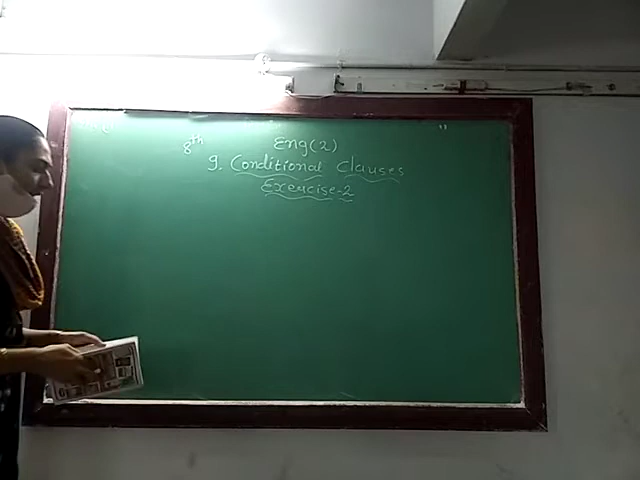 8th Eng(2)
9. Conditional Clauses
Exercise-2